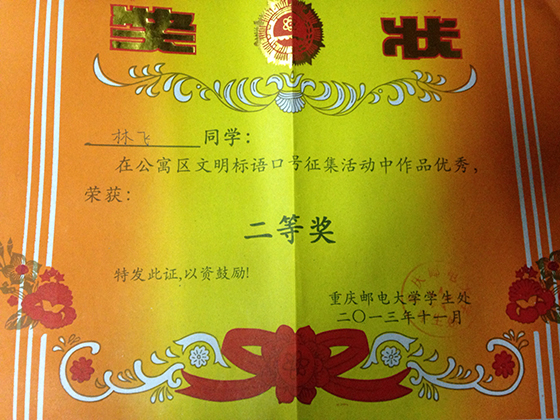 奖状
林飞 同学：
在公寓区文明标语口号征集活动中作品优秀，
荣获：
二等奖
特发此证,以资鼓励!
重庆邮电大学学生处
二〇一三年十一月